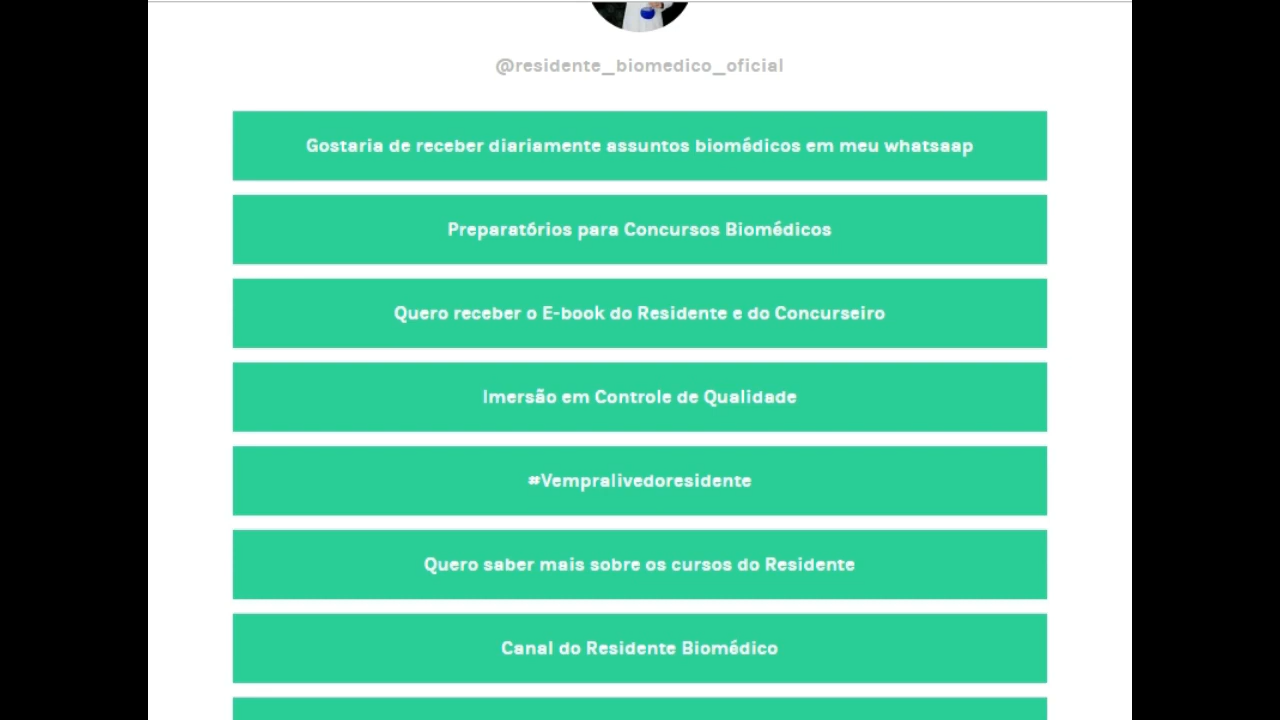 @residente_biomedico_oficial
Gostaria de receber diariamente assuntos biomédicos em meu whatsaap
Preparatórios para Concursos Biomédicos
Quero receber o E-book do Residente e do Concurseiro
Imersão em Controle de Qualidade
#Vempralivedoresidente
Quero saber mais sobre os cursos do Residente
Canal do Residente Biomédico